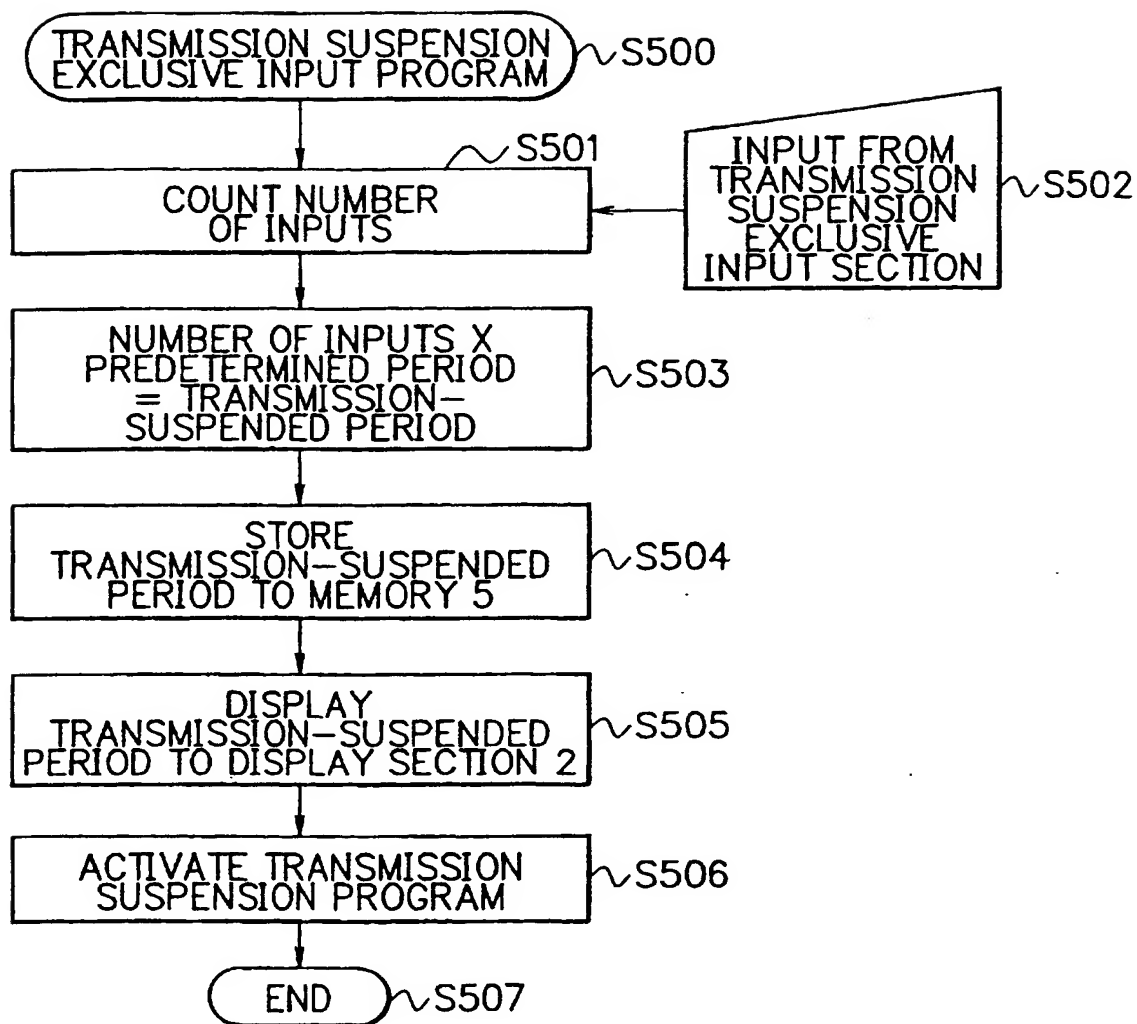 TRANSMISSION SUSPENSION
EXCLUSIVE INPUT PROGRAM
S500
S501
COUNT NUMBER
OF INPUTS
INPUT FROM
TRANSMISSION
SUSPENSION
EXCLUSIVE
INPUT SECTION
S502
NUMBER OF INPUTS X
PREDETERMINED PERIOD
= TRANSMISSION-
SUSPENDED PERIOD
S503
STORE
TRANSMISSION-SUSPENDED
PERIOD TO MEMORY 5
S504
DISPLAY
TRANSMISSION-SUSPENDED
PERIOD TO DISPLAY SECTION 2
S505
ACTIVATE TRANSMISSION
SUSPENSION PROGRAM
S506
END
S507